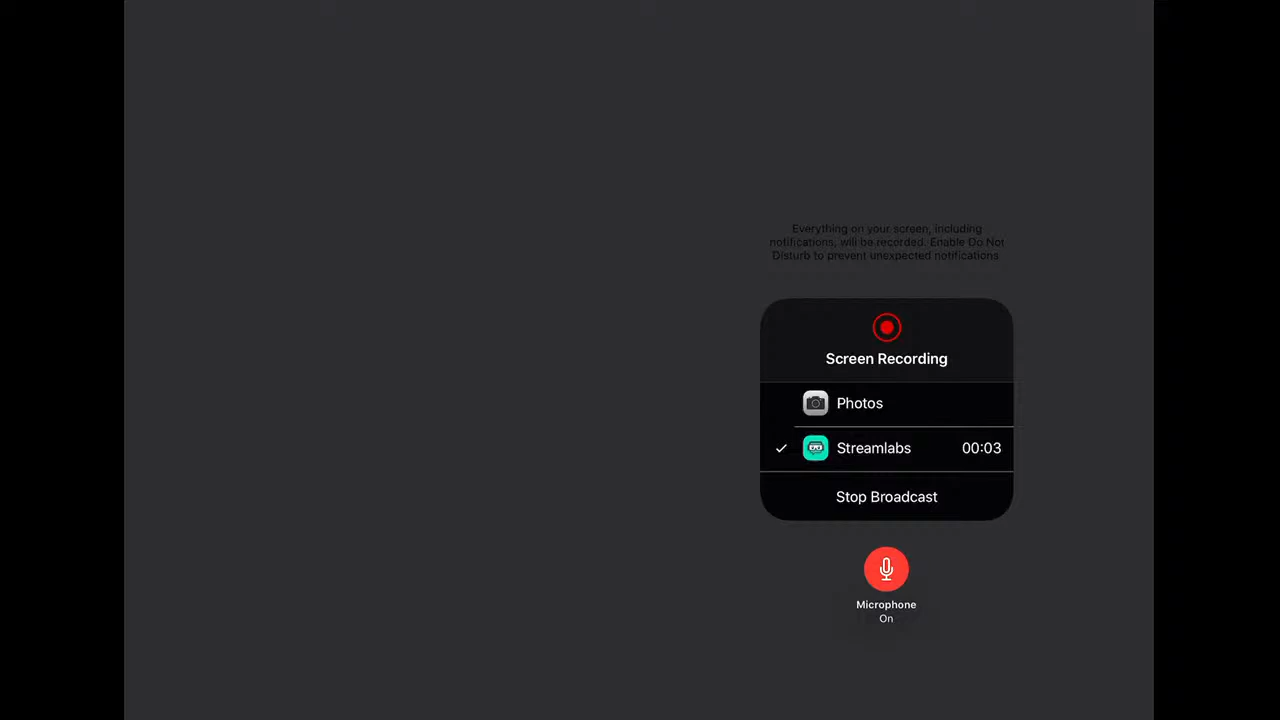 Everything on your screen, including
notifications, will be recorded. Enable Do Not
Disturb to prevent unexpected notifications
Screen Recording
Photos
Streamlabs 00:03
Stop Broadcast
Microphone
On